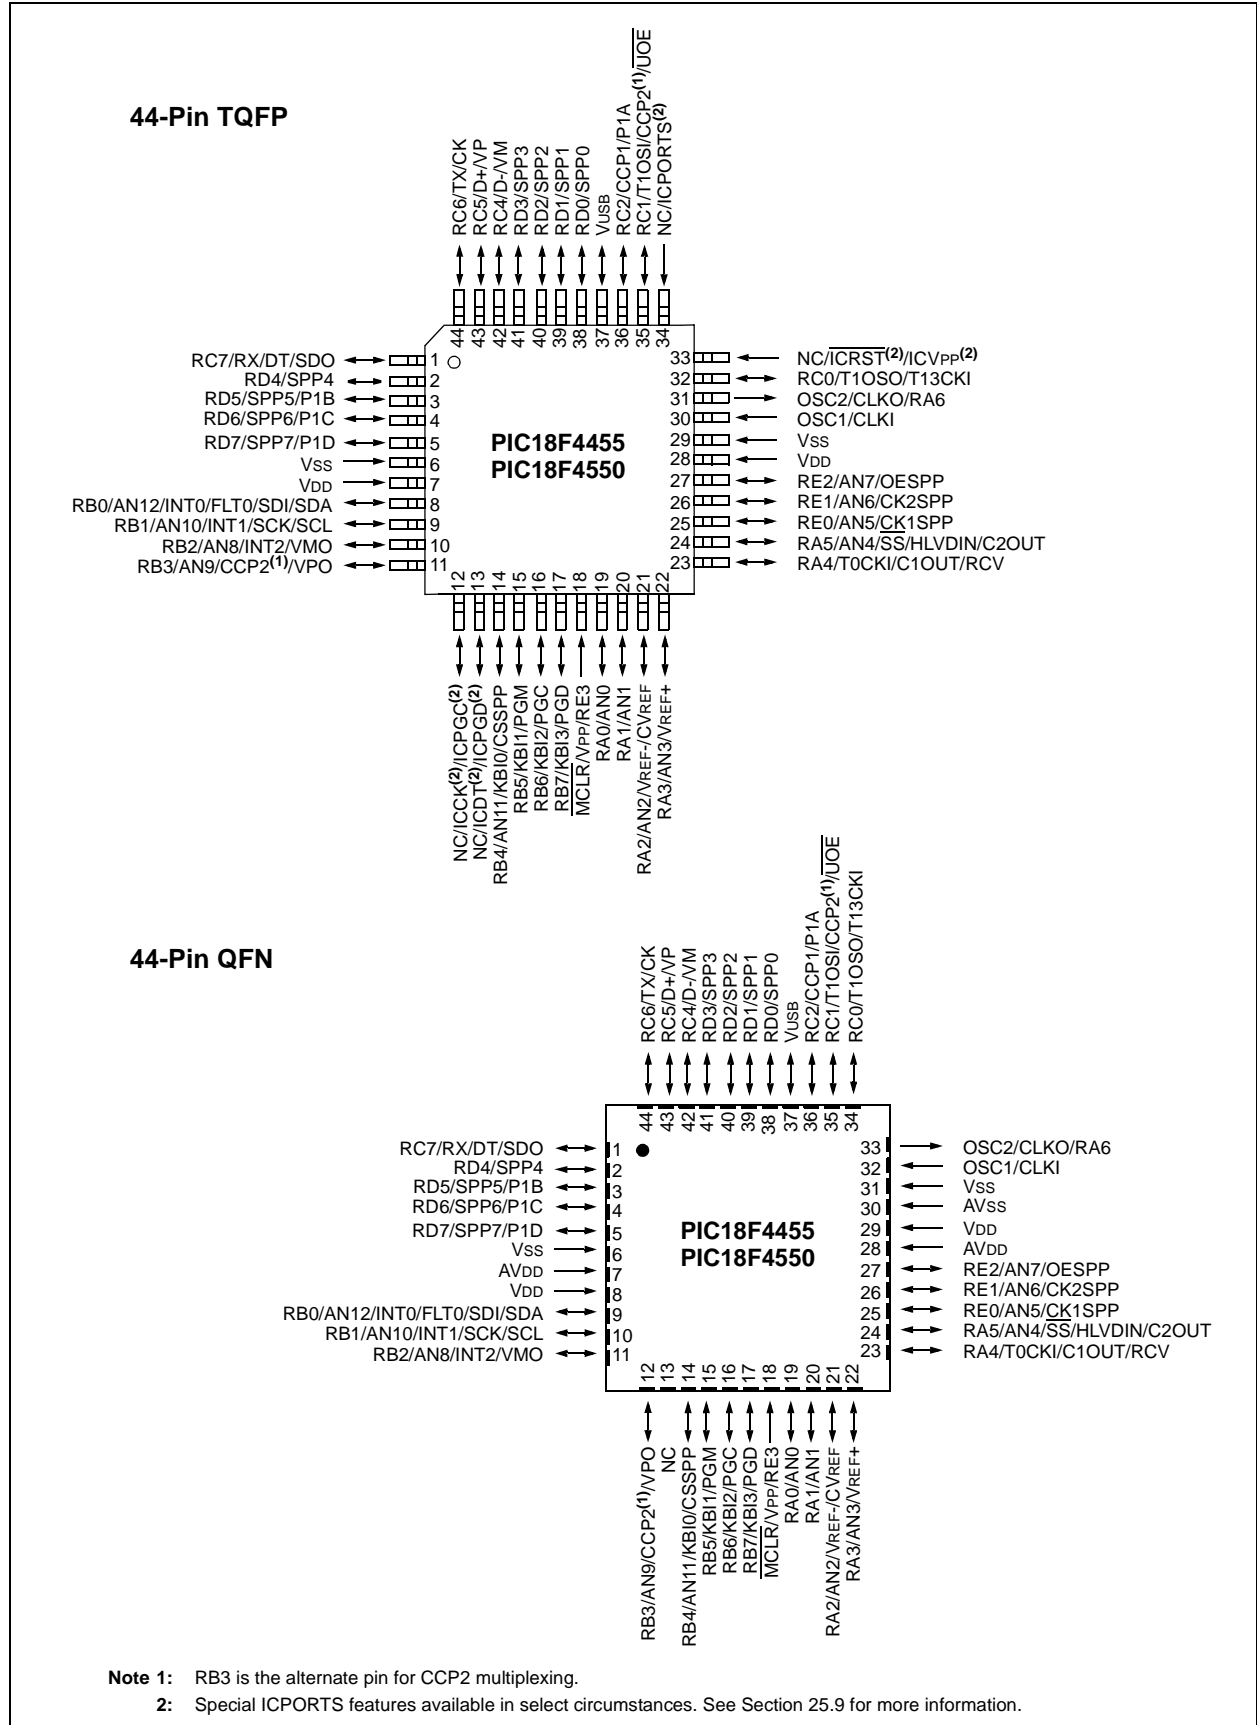 44-Pin TQFP
RC6/TX/CK
RC5/D+/VP
RC4/D-/VM
RD3/SPP3
RD2/SPP2
RD1/SPP1
RD0/SPP0
VUSB
RC2/CCP1/P1A
RC1/T1OSI/CCP2(1)/UOE
NC/ICPORTS(2)
44
43
42
41
40
39
38
37
36
35
34
RC7/RX/DT/SDO 1
RD4/SPP4 2
RD5/SPP5/P1B 3
RD6/SPP6/P1C 4
RD7/SPP7/P1D 5
VSS 6
VDD 7
RB0/AN12/INT0/FLT0/SDI/SDA 8
RB1/AN10/INT1/SCK/SCL 9
RB2/AN8/INT2/VMO 10
RB3/AN9/CCP2(1)/VPO 11
PIC18F4455
PIC18F4550
33 NC/ICRST(2)/ICVPP(2)
32 RC0/T1OSO/T13CKI
31 OSC2/CLKO/RA6
30 OSC1/CLKI
29 VSS
28 VDD
27 RE2/AN7/OESPP
26 RE1/AN6/CK2SPP
25 RE0/AN5/CK1SPP
24 RA5/AN4/SS/HLVDIN/C2OUT
23 RA4/T0CKI/C1OUT/RCV
12
13
14
15
16
17
18
19
20
21
22
NC/ICCK(2)/ICPGC(2)
NC/ICDT(2)/ICPGD(2)
RB4/AN11/KBI0/CSSPP
RB5/KBI1/PGM
RB6/KBI2/PGC
RB7/KBI3/PGD
MCLR/VPP/RE3
RA0/AN0
RA1/AN1
RA2/AN2/VREF-/CVREF
RA3/AN3/VREF+
44-Pin QFN
RC6/TX/CK
RC5/D+/VP
RC4/D-/VM
RD3/SPP3
RD2/SPP2
RD1/SPP1
RD0/SPP0
VUSB
RC2/CCP1/P1A
RC1/T1OSI/CCP2(1)/UOE
RC0/T1OSO/T13CKI
44
43
42
41
40
39
38
37
36
35
34
RC7/RX/DT/SDO 1
RD4/SPP4 2
RD5/SPP5/P1B 3
RD6/SPP6/P1C 4
RD7/SPP7/P1D 5
VSS 6
AVDD 7
VDD 8
RB0/AN12/INT0/FLT0/SDI/SDA 9
RB1/AN10/INT1/SCK/SCL 10
RB2/AN8/INT2/VMO 11
PIC18F4455
PIC18F4550
33 OSC2/CLKO/RA6
32 OSC1/CLKI
31 VSS
30 AVSS
29 VDD
28 AVDD
27 RE2/AN7/OESPP
26 RE1/AN6/CK2SPP
25 RE0/AN5/CK1SPP
24 RA5/AN4/SS/HLVDIN/C2OUT
23 RA4/T0CKI/C1OUT/RCV
12
13
14
15
16
17
18
19
20
21
22
RB3/AN9/CCP2(1)/VPO
NC
RB4/AN11/KBI0/CSSPP
RB5/KBI1/PGM
RB6/KBI2/PGC
RB7/KBI3/PGD
MCLR/VPP/RE3
RA0/AN0
RA1/AN1
RA2/AN2/VREF-/CVREF
RA3/AN3/VREF+
Note 1: RB3 is the alternate pin for CCP2 multiplexing.
2: Special ICPORTS features available in select circumstances. See Section 25.9 for more information.